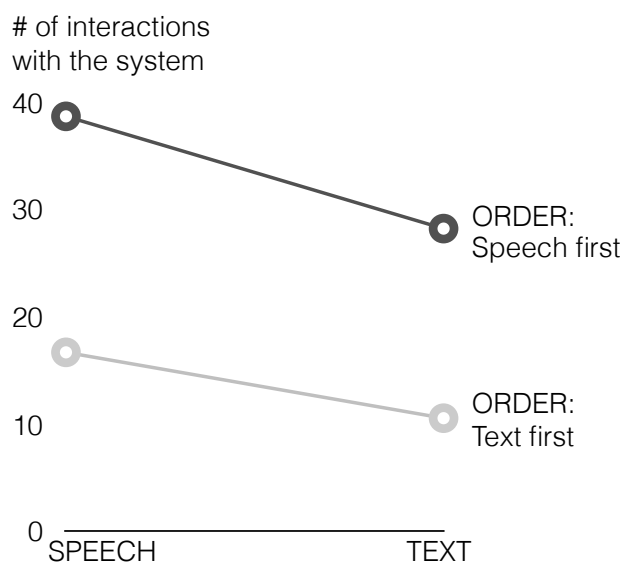 # of interactions
with the system
40
30
20
10
0
ORDER:
Speech first
ORDER:
Text first
SPEECH
TEXT